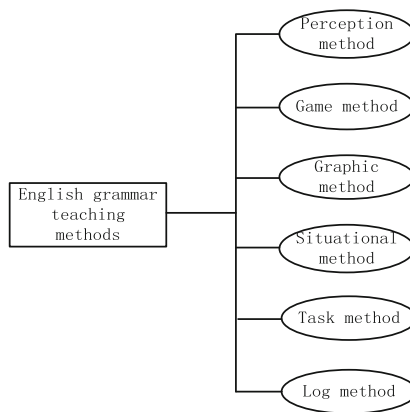 Perception
method
Game method
Graphic
method
English grammar
teaching
methods
Situational
method
Task method
Log method